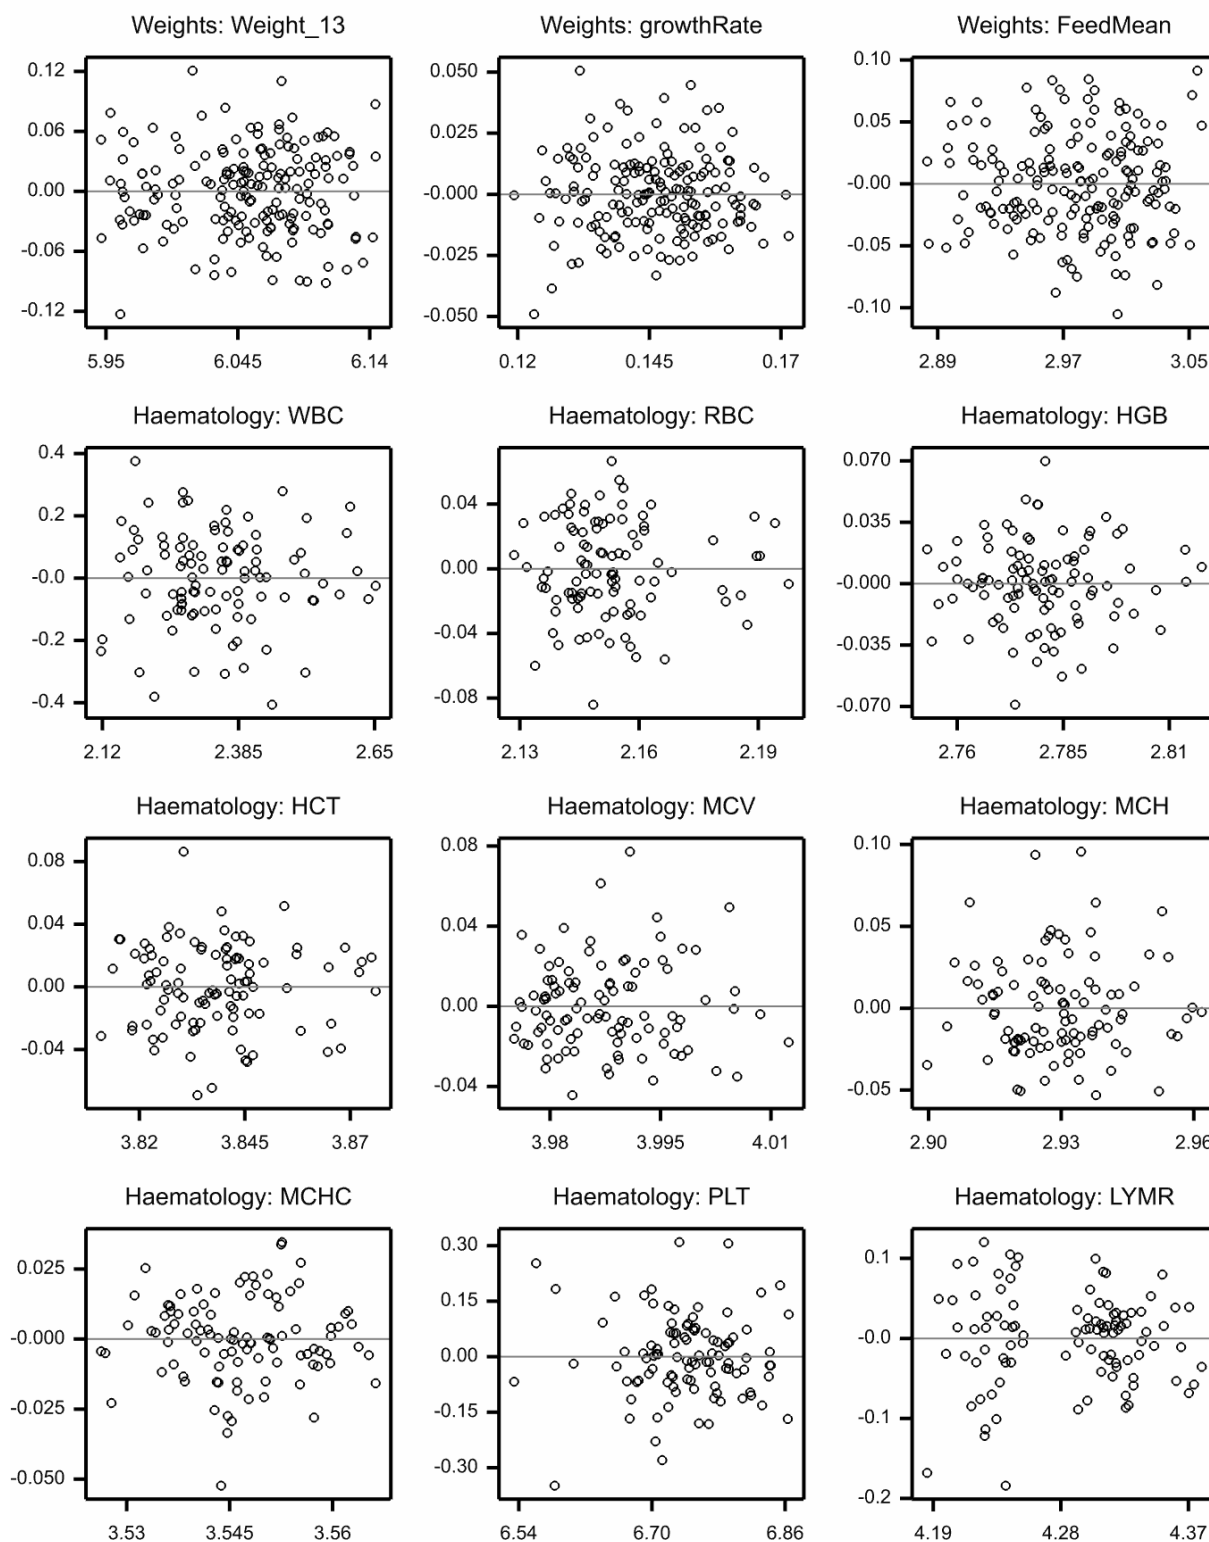 Weights: Weight_13 Weights: growthRate Weights: FeedMean
0.12 0.050 0.10
0.06 0.025 0.05
0.00 -0.000 -0.00
-0.06 -0.025 -0.05
-0.12 -0.050 -0.10
5.95 6.045 6.14 0.12 0.145 0.17 2.89 2.97 3.05
Haematology: WBC Haematology: RBC Haematology: HGB
0.4 0.04 0.070
0.2 0.00 0.035
-0.0 -0.04 -0.000
-0.2 -0.08 -0.035
-0.4 -0.070
2.12 2.385 2.65 2.13 2.16 2.19 2.76 2.785 2.81
Haematology: HCT Haematology: MCV Haematology: MCH
0.08 0.08 0.10
0.04 0.04 0.05
0.00 0.00 0.00
-0.04 -0.04 -0.05
3.82 3.845 3.87 3.98 3.995 4.01 2.90 2.93 2.96
Haematology: MCHC Haematology: PLT Haematology: LYMR
0.025 0.30 0.1
-0.000 0.15 -0.0
-0.025 0.00 -0.1
-0.050 -0.15 -0.2
-0.30
3.53 3.545 3.56 6.54 6.70 6.86 4.19 4.28 4.37